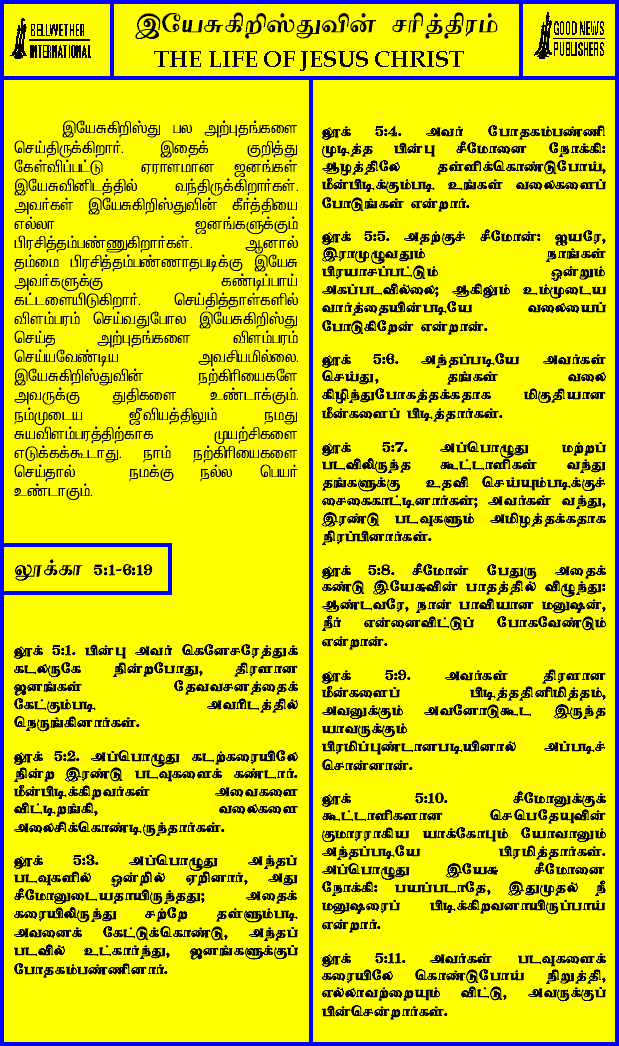 BELLWETHER
INTERNATIONAL
இயேசுகிறிஸ்துவின் சரித்திரம்
THE LIFE OF JESUS CHRIST
GOOD NEWS
PUBLISHERS
இயேசுகிறிஸ்து பல அற்புதங்களை
செய்திருக்கிறார். இதைக் குறித்து
கேள்விப்பட்டு ஏராளமான ஜனங்கள்
இயேசுவினிடத்தில் வந்திருக்கிறார்கள்.
அவர்கள் இயேசுகிறிஸ்துவின் கீர்த்தியை
எல்லா ஜனங்களுக்கும்
பிரசித்தம்பண்ணுகிறார்கள். ஆனால்
தம்மை பிரசித்தம்பண்ணாதபடிக்கு இயேசு
அவர்களுக்கு கண்டிப்பாய்
கட்டளையிடுகிறார். செய்தித்தாள்களில்
விளம்பரம் செய்வதுபோல இயேசுகிறிஸ்து
செய்த அற்புதங்களை விளம்பரம்
செய்யவேண்டிய அவசியமில்லை.
இயேசுகிறிஸ்துவின் நற்கிரியைகளே
அவருக்கு துதிகளை உண்டாக்கும்.
நம்முடைய ஜீவியத்திலும் நமது
சுயவிளம்பரத்திற்காக முயற்சிகளை
எடுக்கக்கூடாது. நாம் நற்கிரியைகளை
செய்தால் நமக்கு நல்ல பெயர்
உண்டாகும்.
லூக்கா 5:1-6:19
லூக் 5:1. பின்பு அவர் கெனேசரேத்துக்
கடலருகே நின்றபோது, திரளான
ஜனங்கள் தேவவசனத்தைக்
கேட்கும்படி அவரிடத்தில்
நெருங்கினார்கள்.
லூக் 5:2. அப்பொழுது கடற்கரையிலே
நின்ற இரண்டு படவுகளைக் கண்டார்.
மீன்பிடிக்கிறவர்கள் அவைகளை
விட்டிறங்கி, வலைகளை
அலைசிக்கொண்டிருந்தார்கள்.
லூக் 5:3. அப்பொழுது அந்தப்
படவுகளில் ஒன்றில் ஏறினார், அது
சீமோனுடையதாயிருந்தது; அதைக்
கரையிலிருந்து சற்றே தள்ளும்படி
அவனைக் கேட்டுக்கொண்டு, அந்தப்
படவில் உட்கார்ந்து, ஜனங்களுக்குப்
போதகம்பண்ணினார்.
லூக் 5:4. அவர் போதகம்பண்ணி
முடித்த பின்பு சீமோனை நோக்கி:
ஆழத்திலே தள்ளிக்கொண்டுபோய்,
மீன்பிடிக்கும்படி உங்கள் வலைகளைப்
போடுங்கள் என்றார்.
லூக் 5:5. அதற்குச் சீமோன்: ஐயரே,
இராமுழுவதும் நாங்கள்
பிரயாசப்பட்டும் ஒன்றும்
அகப்படவில்லை; ஆகிலும் உம்முடைய
வார்த்தையின்படியே வலையைப்
போடுகிறேன் என்றான்.
லூக் 5:6. அந்தப்படியே அவர்கள்
செய்து, தங்கள் வலை
கிழிந்துபோகத்தக்கதாக மிகுதியான
மீன்களைப் பிடித்தார்கள்.
லூக் 5:7. அப்பொழுது மற்றப்
படவிலிருந்த கூட்டாளிகள் வந்து
தங்களுக்கு உதவி செய்யும்படிக்குச்
சைகைகாட்டினார்கள்; அவர்கள் வந்து,
இரண்டு படவுகளும் அமிழத்தக்கதாக
நிரப்பினார்கள்.
லூக் 5:8. சீமோன் பேதுரு அதைக்
கண்டு இயேசுவின் பாதத்தில் விழுந்து:
ஆண்டவரே, நான் பாவியான மனுஷன்,
நீர் என்னைவிட்டுப் போகவேண்டும்
என்றான்.
லூக் 5:9. அவர்கள் திரளான
மீன்களைப் பிடித்ததினிமித்தம்,
அவனுக்கும் அவனோடுகூட இருந்த
யாவருக்கும்
பிரமிப்புண்டானபடியினால் அப்படிச்
சொன்னான்.
லூக் 5:10. சீமோனுக்குக்
கூட்டாளிகளான செபெதேயுவின்
குமாரராகிய யாக்கோபும் யோவானும்
அந்தப்படியே பிரமித்தார்கள்.
அப்பொழுது இயேசு சீமோனை
நோக்கி: பயப்படாதே, இதுமுதல் நீ
மனுஷரைப் பிடிக்கிறவனாயிருப்பாய்
என்றார்.
லூக் 5:11. அவர்கள் படவுகளைக்
கரையிலே கொண்டுபோய் நிறுத்தி,
எல்லாவற்றையும் விட்டு, அவருக்குப்
பின்சென்றார்கள்.